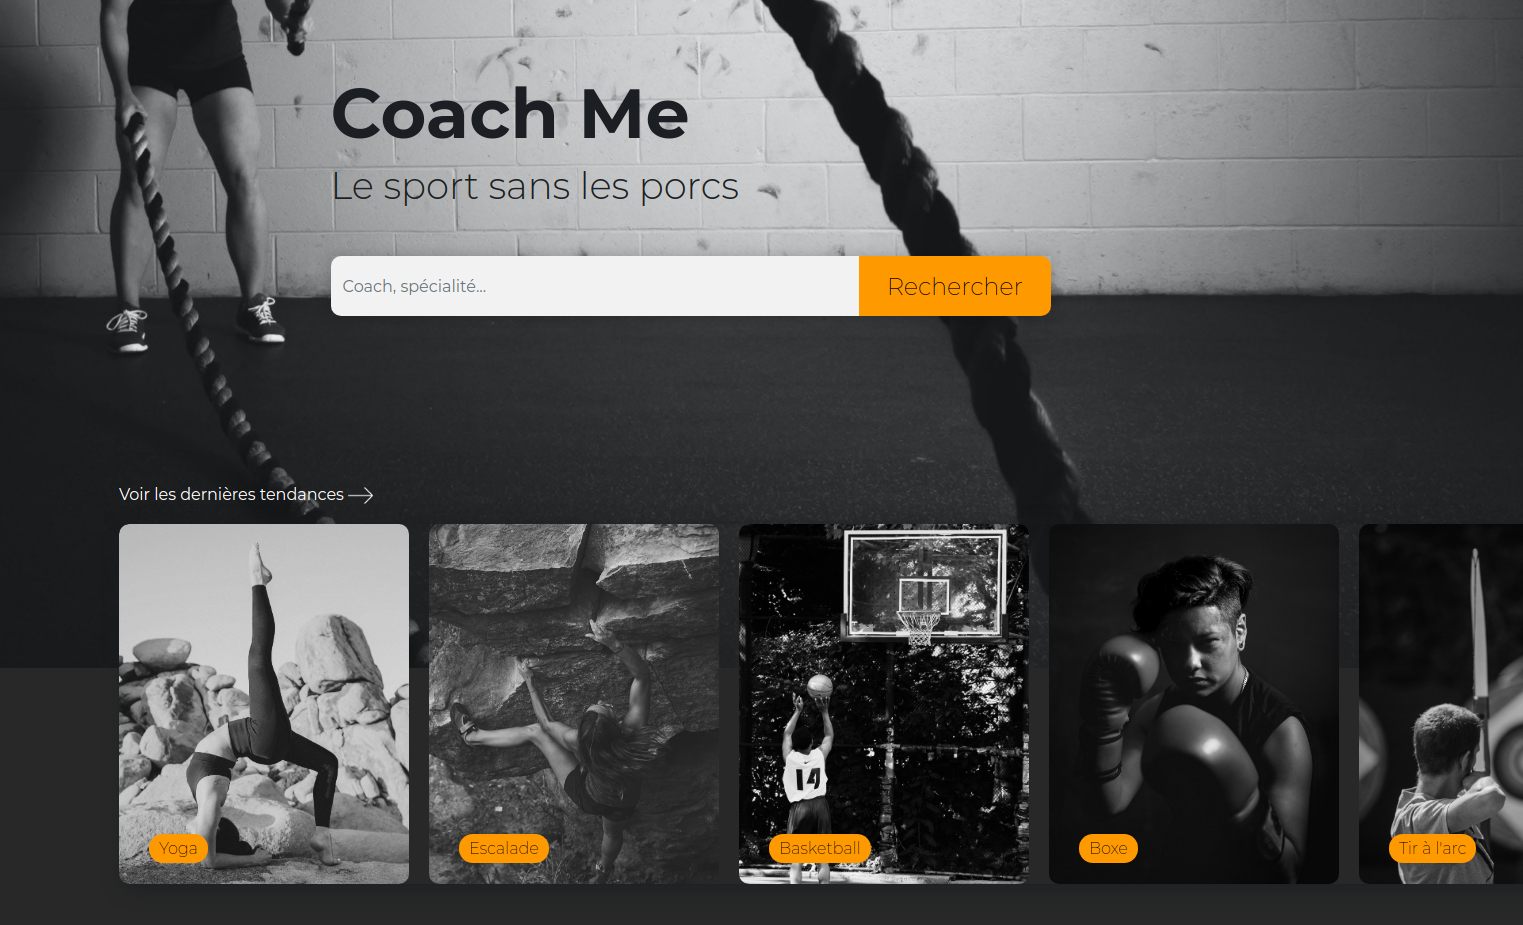 Coach Me
Le sport sans les porcs
Coach, spécialité...
Rechercher
Voir les dernières tendances
14
Yoga
Escalade
Basketball
Boxe
Tir à l'arc